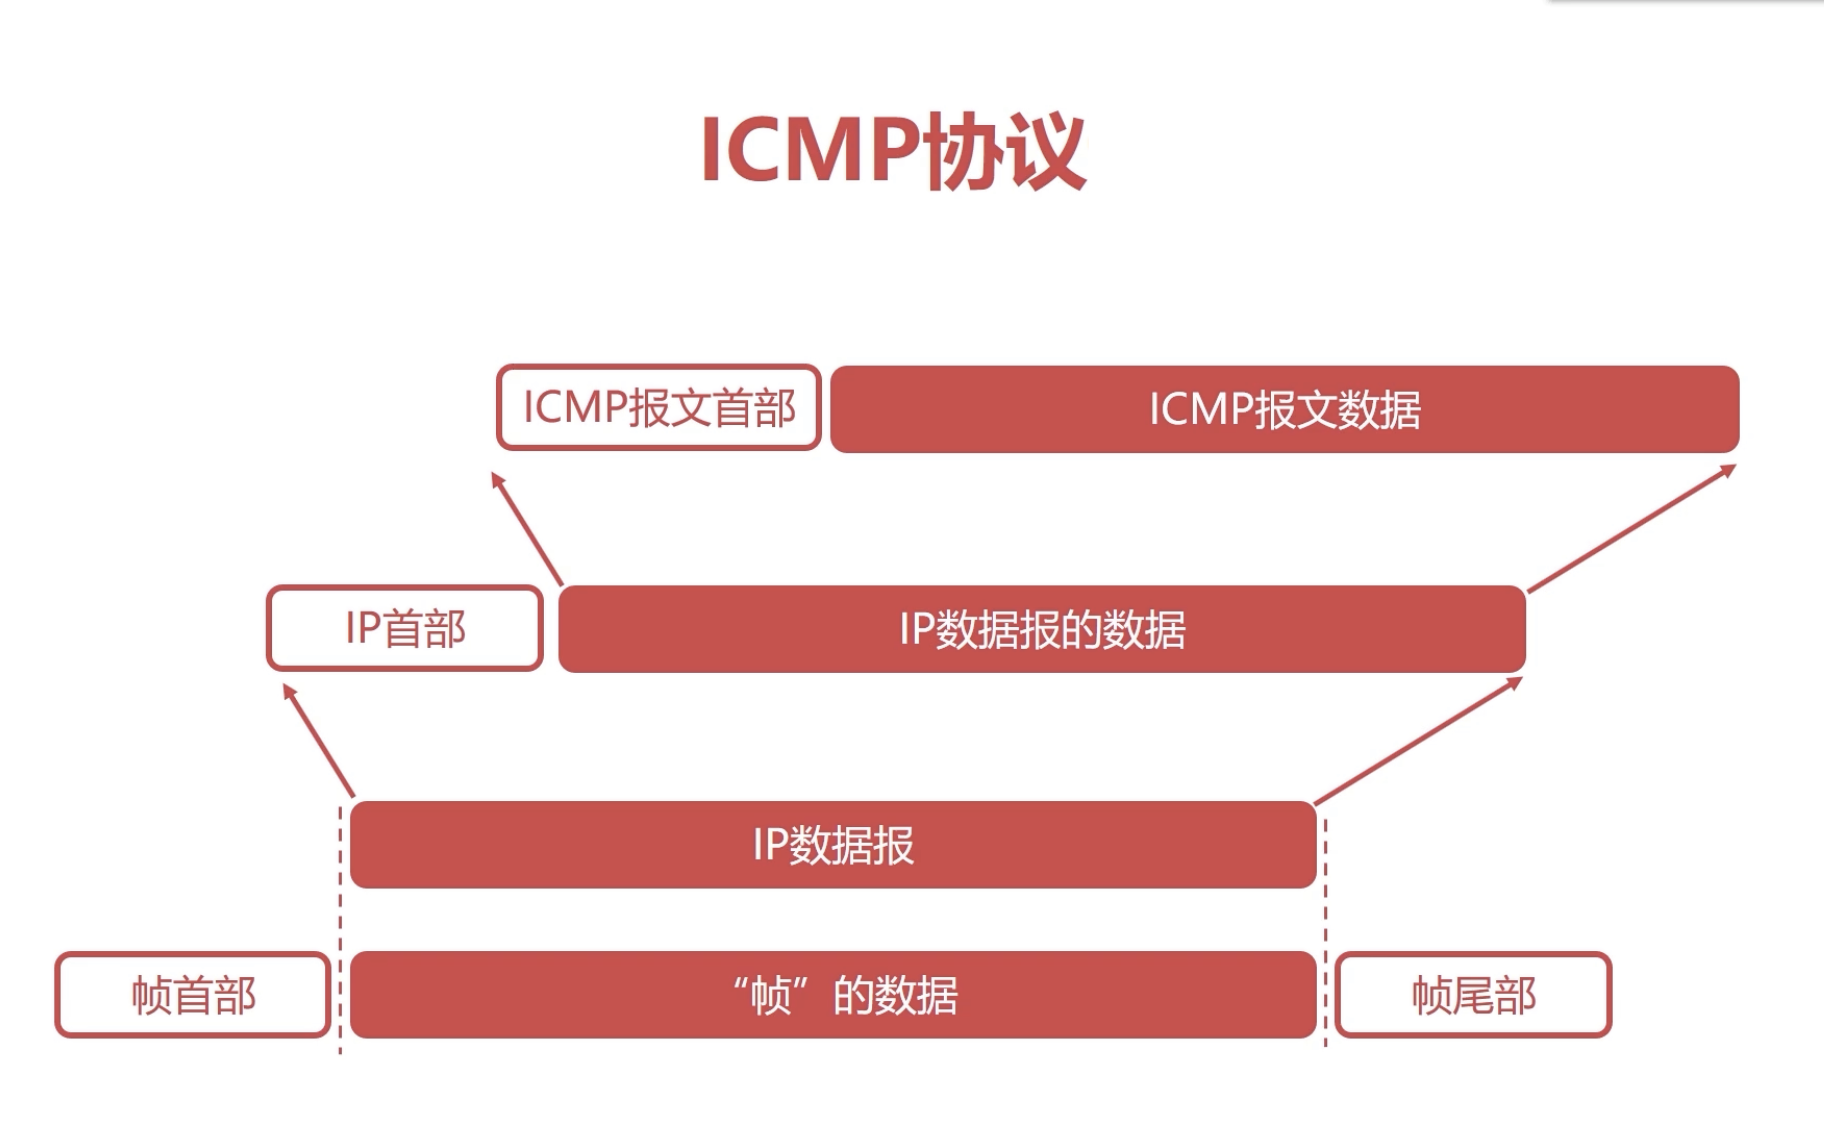 ICMP协议
ICMP报文首部
ICMP报文数据
IP首部
IP数据报的数据
IP数据报
帧首部
“帧”的数据
帧尾部